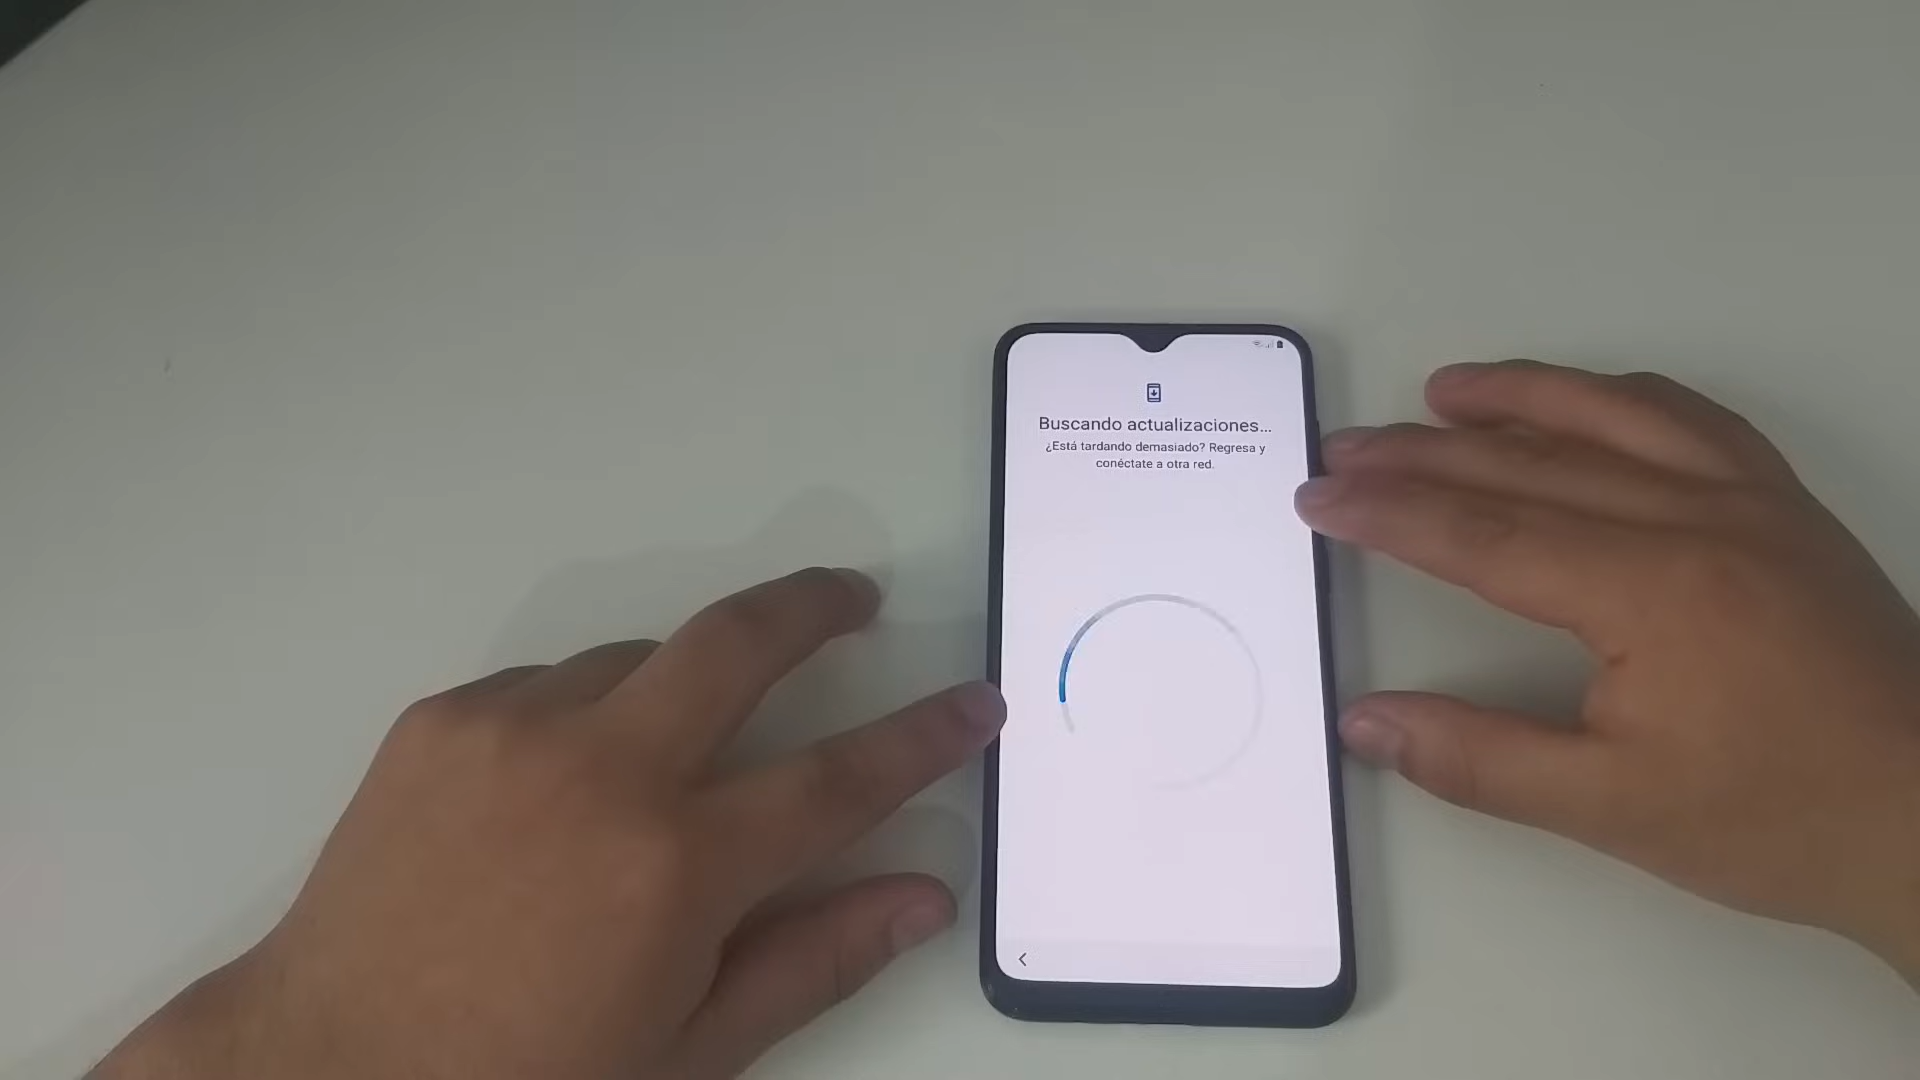 Buscando actualizaciones...
¿Está tardando demasiado? Regresa y
conéctate a otra red.